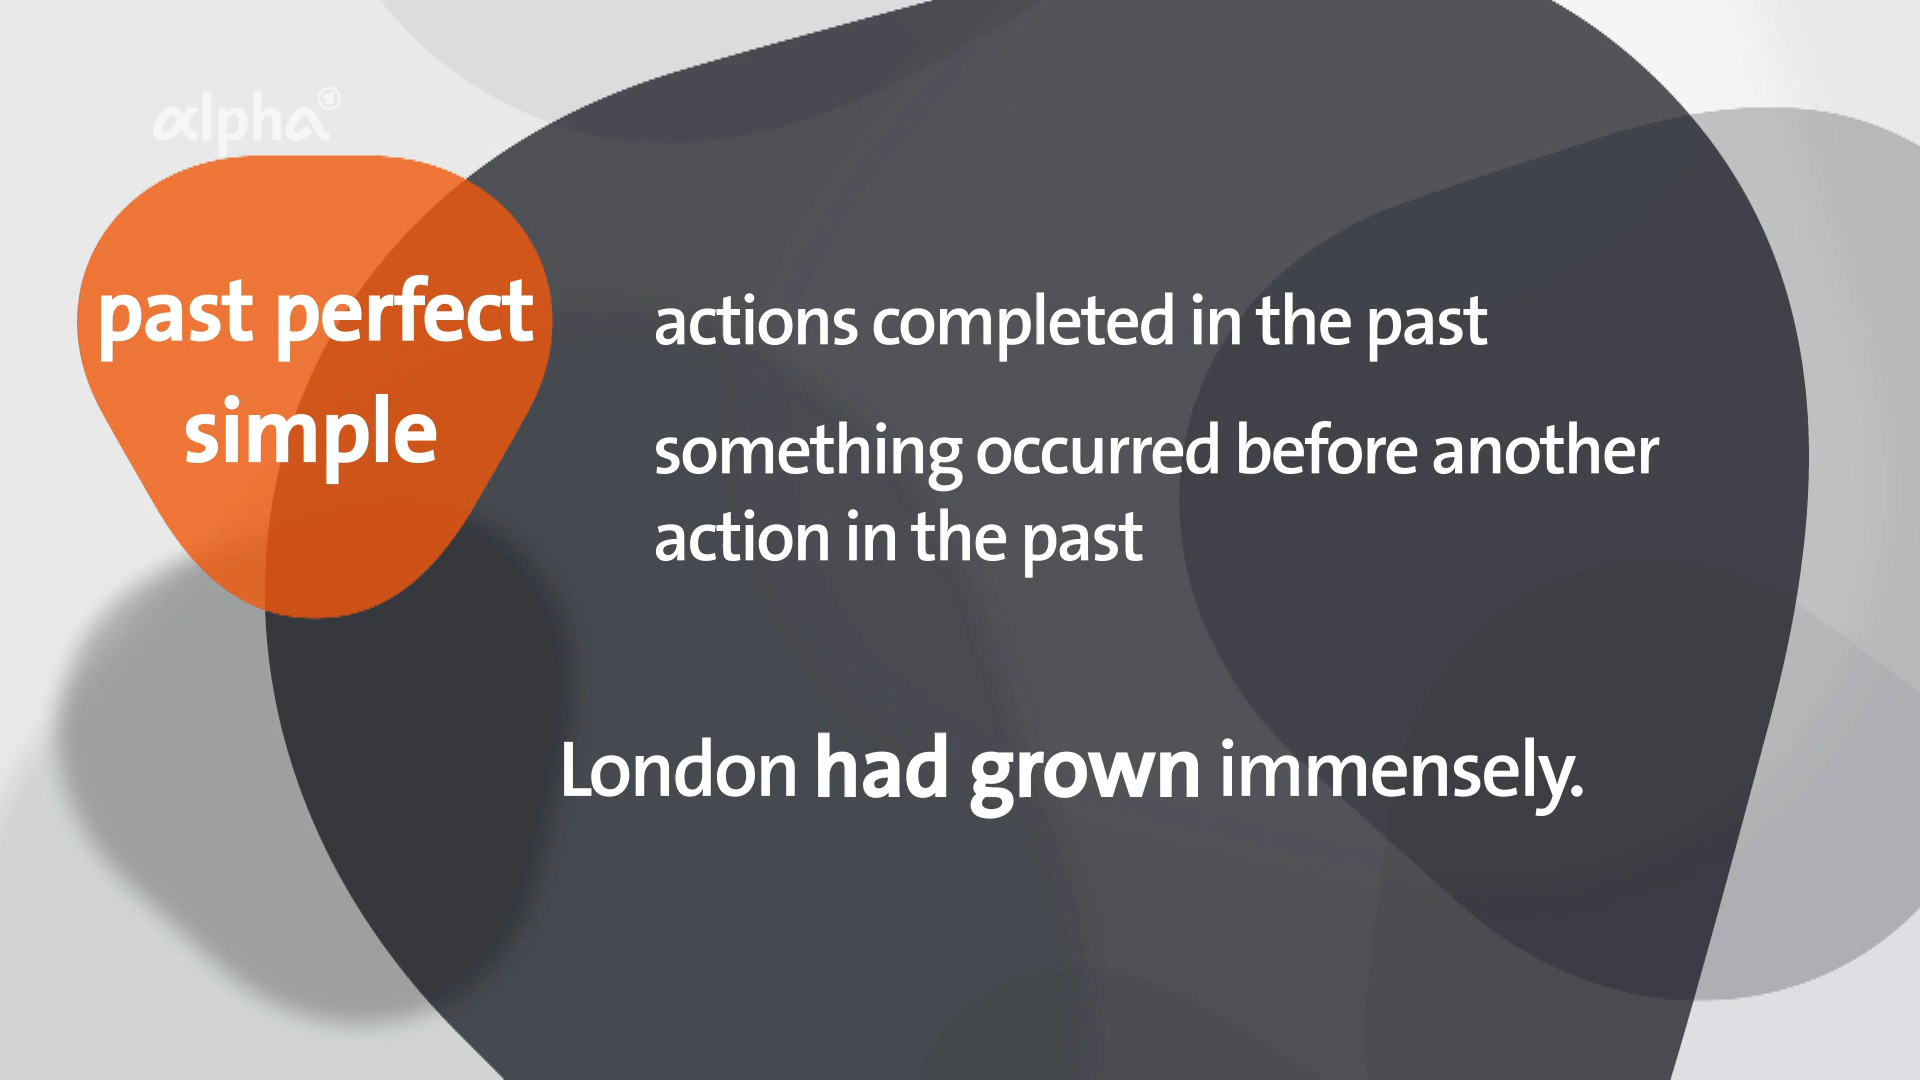 alpha
past perfect
simple
actions completed in the past
something occurred before another
action in the past
London had grown immensely.